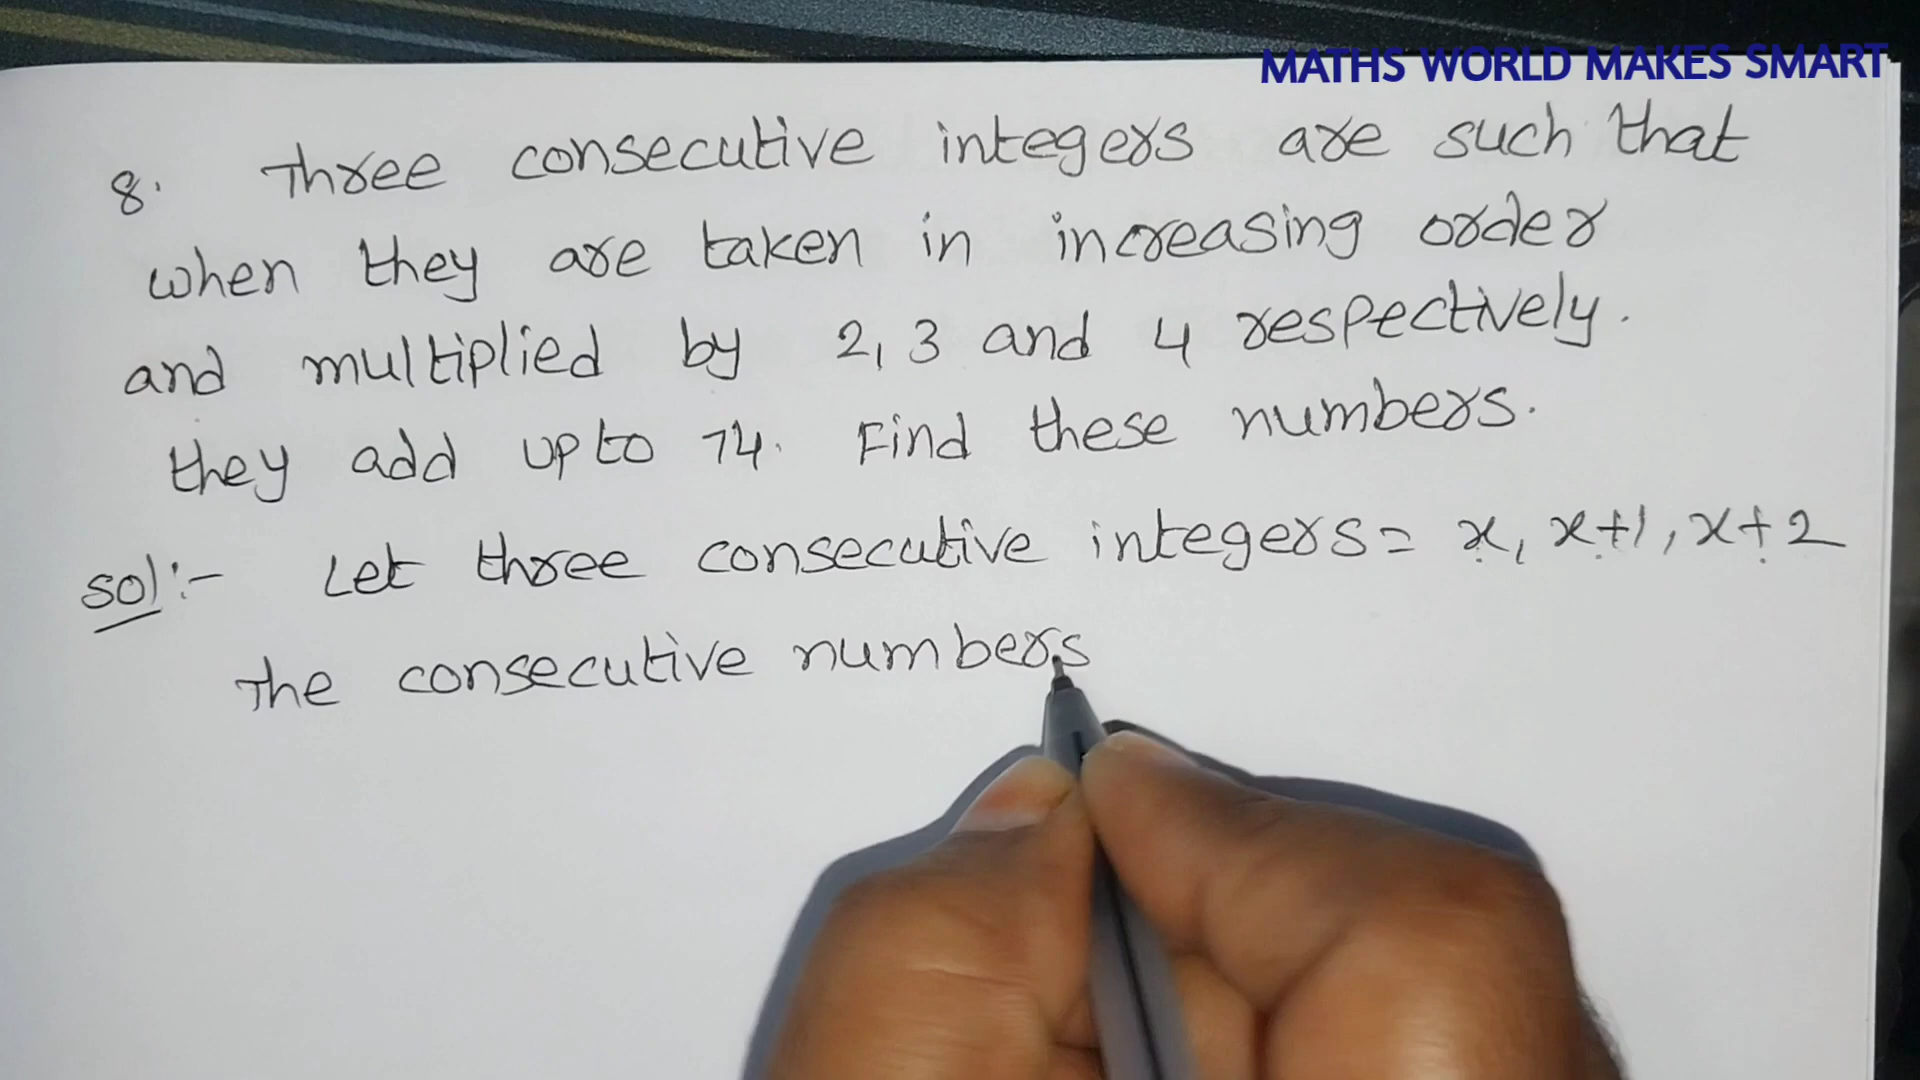 MATHS WORLD MAKES SMART
8. Three consecutive integers are such that
when they are taken in increasing order
and multiplied by 2, 3 and 4 respectively.
they add up to 74. Find these numbers.
Sol:- Let three consecutive integers = x, x+1, x+2
The consecutive numbers